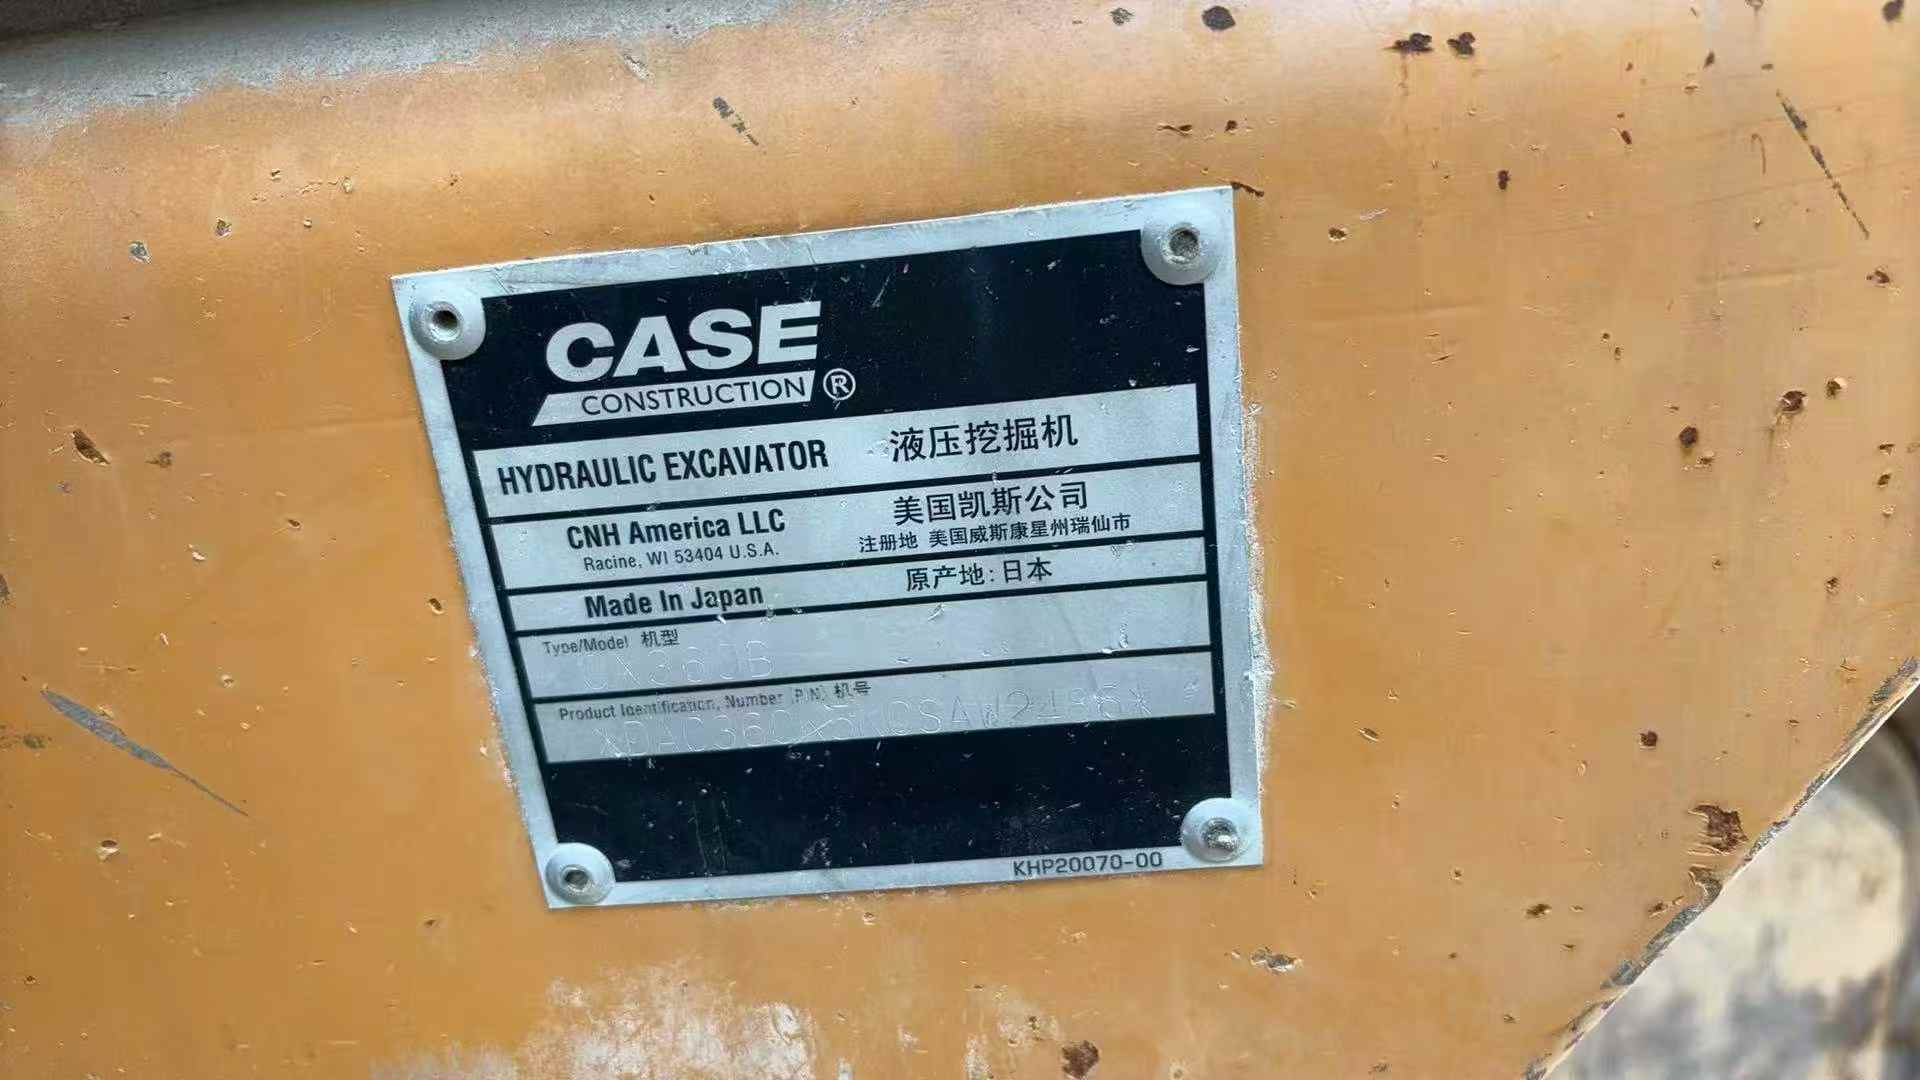 CASE
CONSTRUCTION ®
HYDRAULIC EXCAVATOR 液压挖掘机
CNH America LLC 美国凯斯公司
Racine, WI 53404 U.S.A. 注册地 美国威斯康星州瑞仙市
Made In Japan 原产地:日本
Type/Model 机型
CX360B
Product Identification, Number (PIN) 机号
KHP20070-00